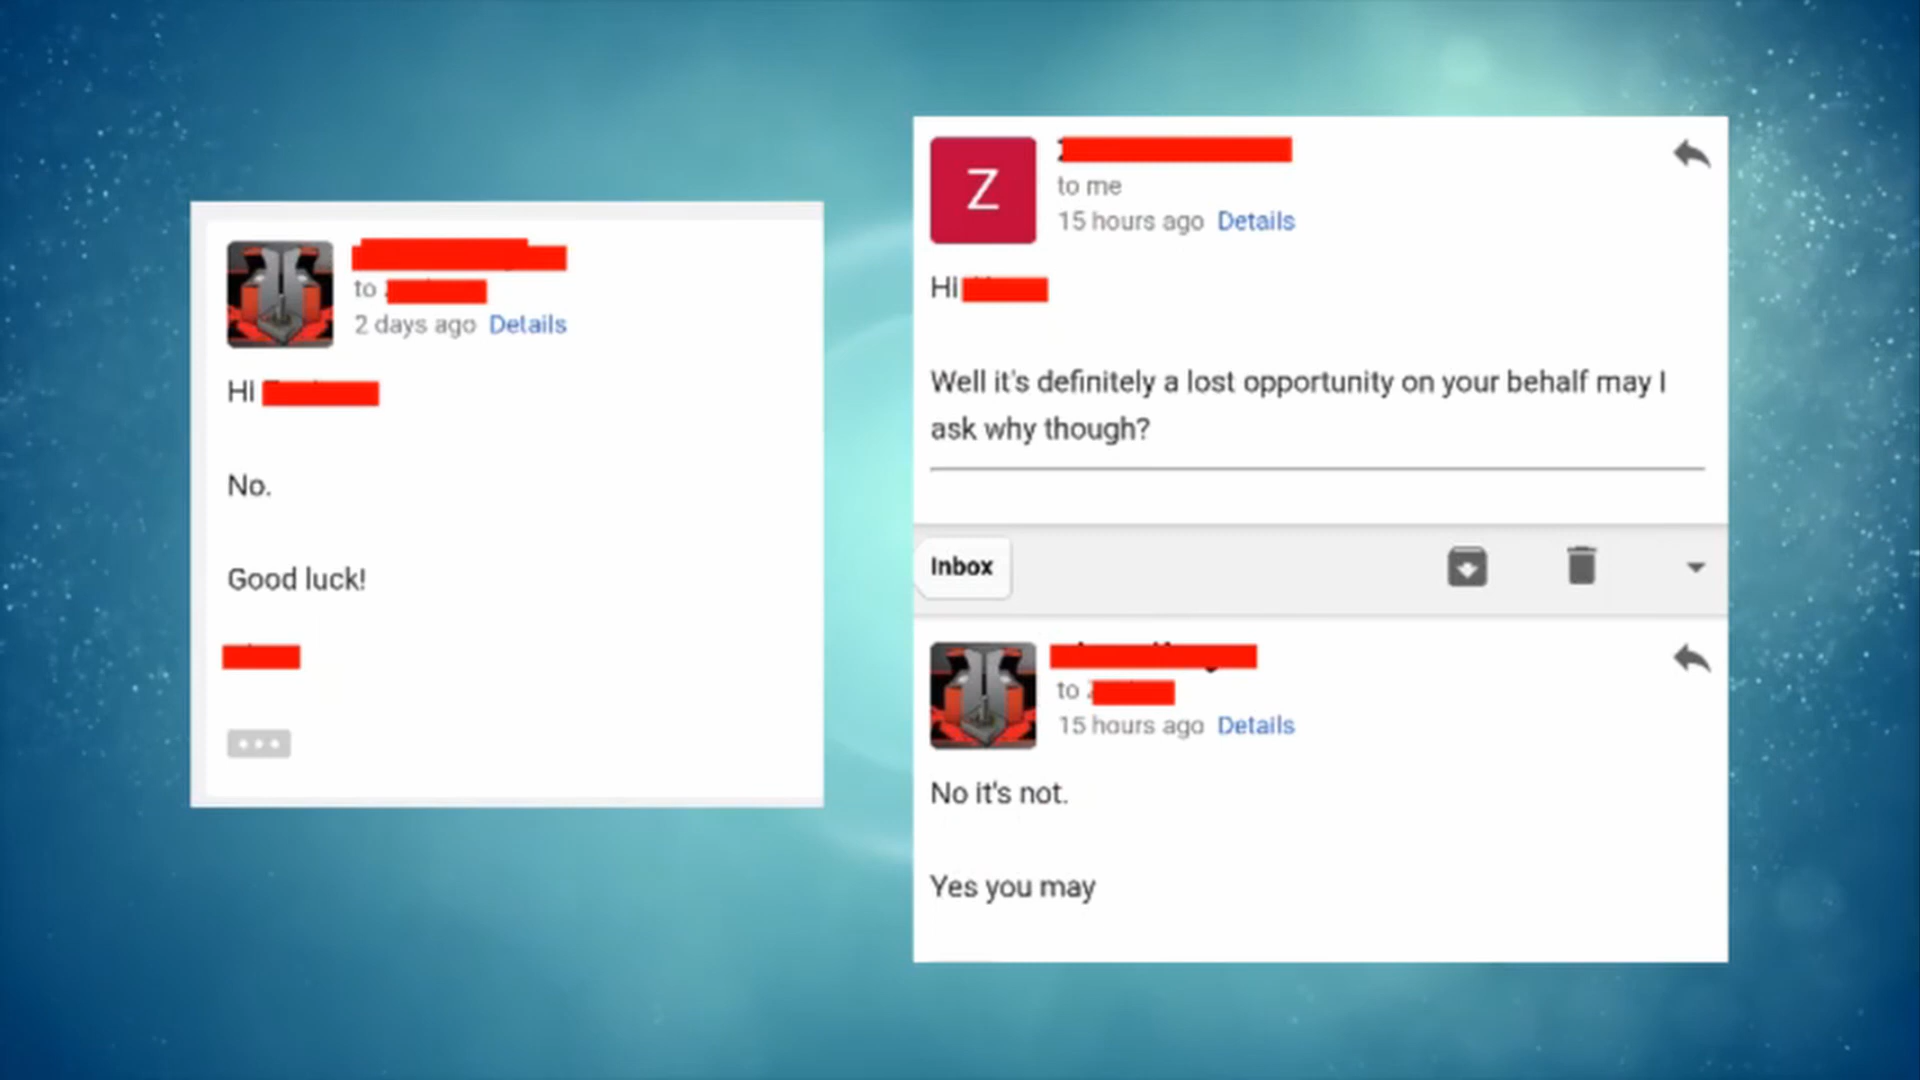 to
2 days ago Details
Hi
No.
Good luck!
Z
to me
15 hours ago Details
Hi
Well it's definitely a lost opportunity on your behalf may I
ask why though?
Inbox
to
15 hours ago Details
No it's not.
Yes you may